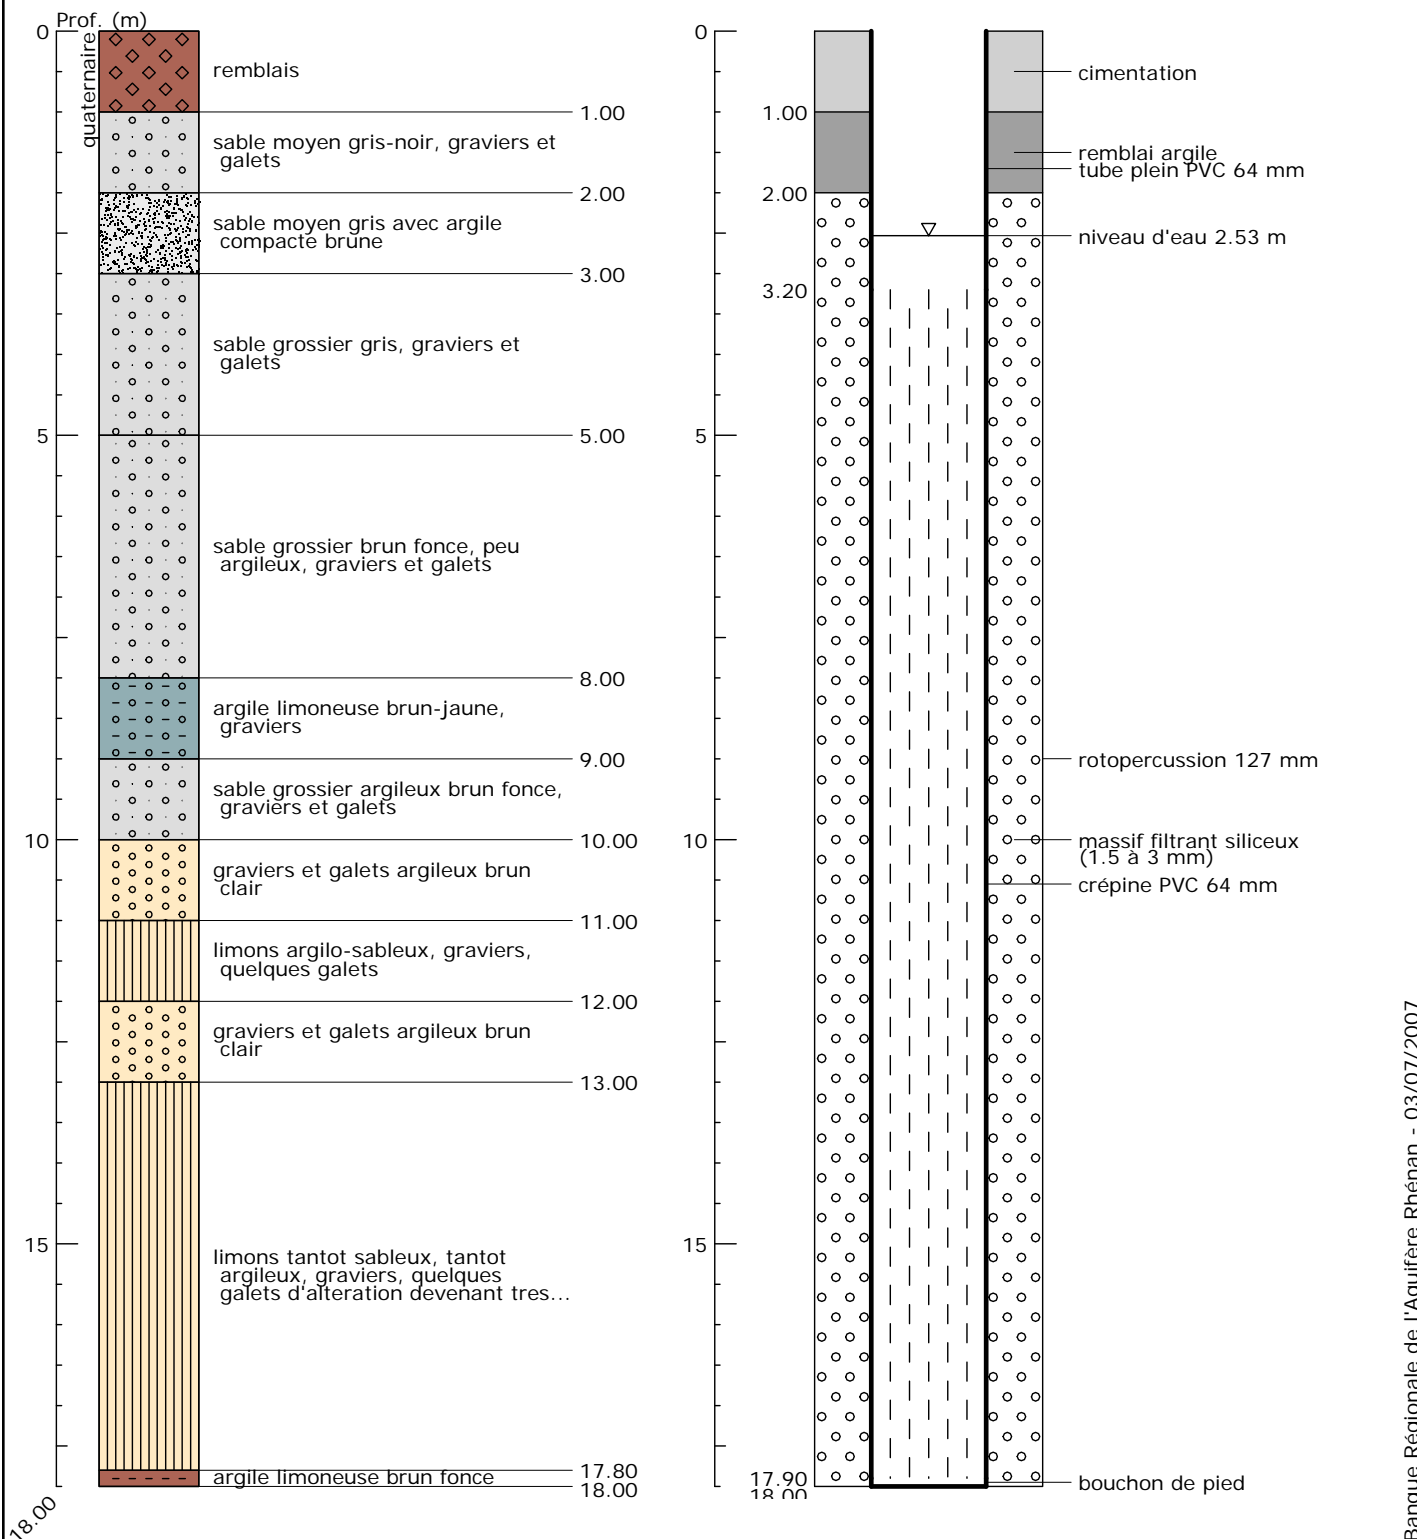 Prof. (m)
0
quaternaire
remblais
1.00
sable moyen gris-noir, graviers et
galets
2.00
sable moyen gris avec argile
compacte brune
3.00
sable grossier gris, graviers et
galets
5
5.00
sable grossier brun fonce, peu
argileux, graviers et galets
8.00
argile limoneuse brun-jaune,
graviers
9.00
sable grossier argileux brun fonce,
graviers et galets
10
10.00
graviers et galets argileux brun
clair
11.00
limons argilo-sableux, graviers,
quelques galets
12.00
graviers et galets argileux brun
clair
13.00
15
limons tantot sableux, tantot
argileux, graviers, quelques
galets d'alteration devenant tres...
17.80
argile limoneuse brun fonce
18.00
18.00
0
cimentation
1.00
remblai argile
tube plein PVC 64 mm
2.00
niveau d'eau 2.53 m
3.20
5
rotopercussion 127 mm
10
massif filtrant siliceux
(1.5 à 3 mm)
crépine PVC 64 mm
15
17.90
18.00
bouchon de pied
Banque Régionale de l'Aquifère Rhénan - 03/07/2007